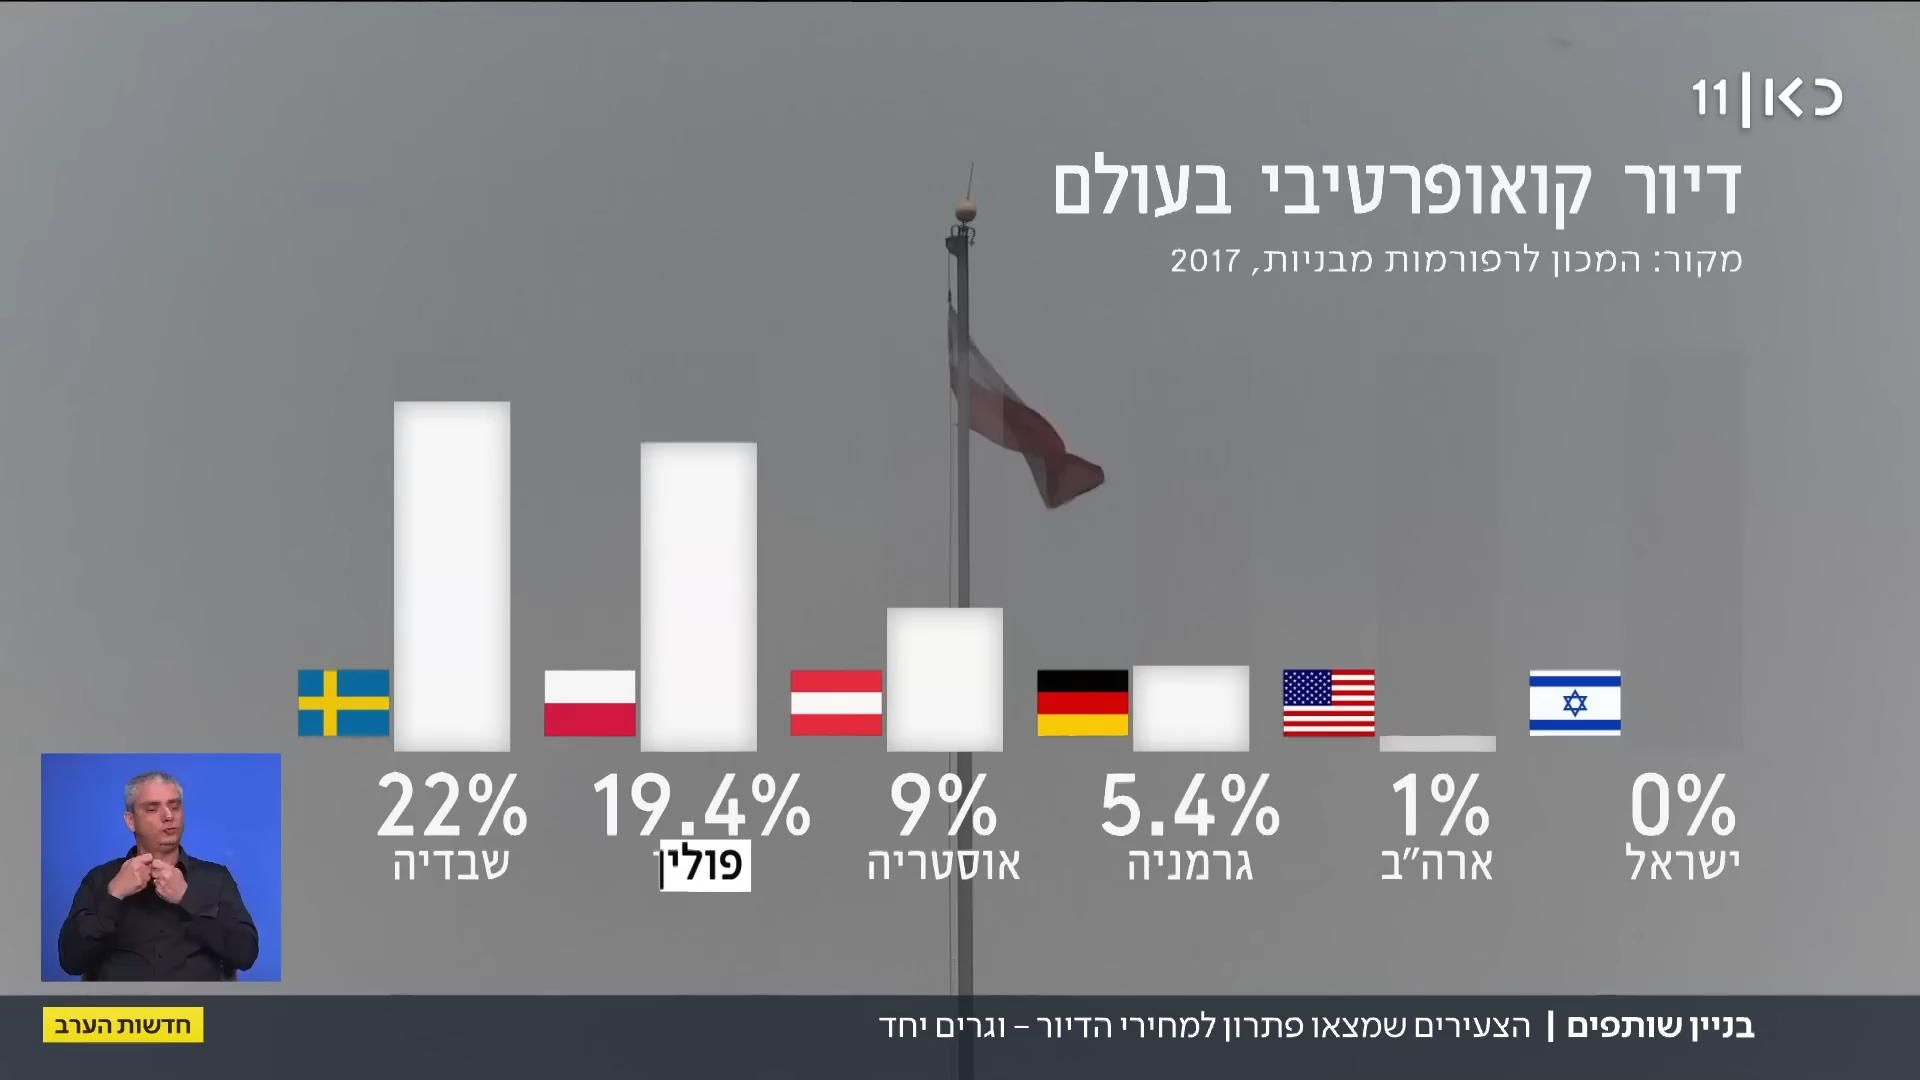 כאן 11
דיור קואופרטיבי בעולם
מקור: המכון לרפורמות מבניות, 2017
22% 19.4% 9% 5.4% 1% 0%
שבדיה פולין אוסטריה גרמניה ארה"ב ישראל
בניין שותפים | הצעירים שמצאו פתרון למחירי הדיור – וגרים יחד
חדשות הערב